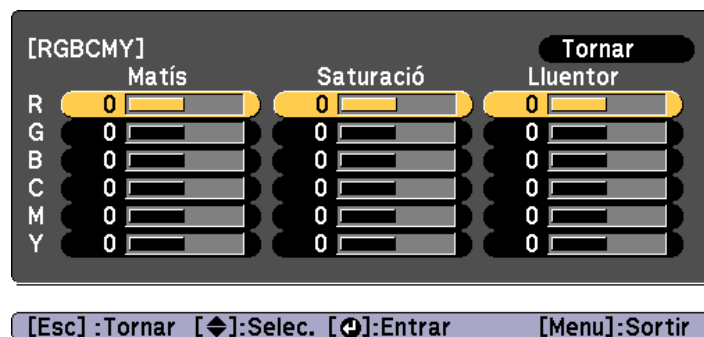 [RGBCMY] Tornar
Matís Saturació Lluentor
R 0 0 0
G 0 0 0
B 0 0 0
C 0 0 0
M 0 0 0
Y 0 0 0
[Esc] :Tornar [◆]:Selec. [↵]:Entrar [Menu]:Sortir